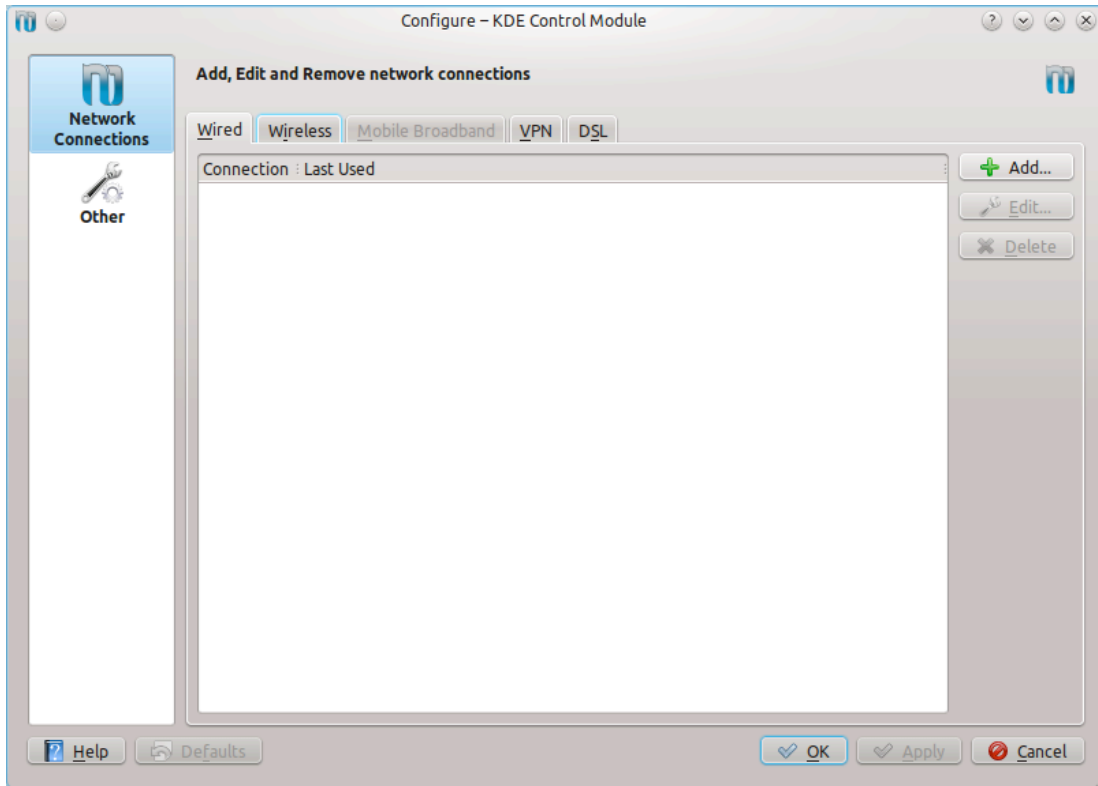 Configure – KDE Control Module
Network
Connections
Other
Add, Edit and Remove network connections
Wired Wireless Mobile Broadband VPN DSL
Connection Last Used
Add...
Edit...
Delete
Help Defaults OK Apply Cancel